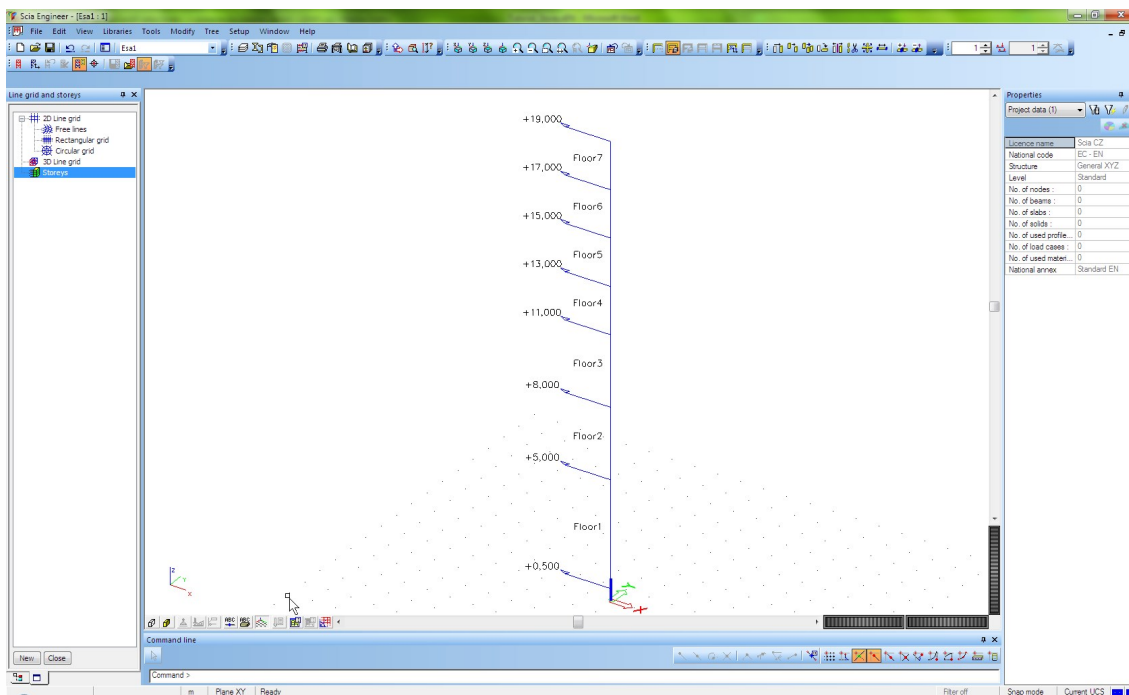 Scia Engineer - [Esa1 : 1]
File Edit View Libraries Tools Modify Tree Setup Window Help
Esa1
1
1
Line grid and storeys
2D Line grid
Free lines
Rectangular grid
Circular grid
3D Line grid
Storeys
New Close
+19,000
Floor7
+17,000
Floor6
+15,000
Floor5
+13,000
Floor4
+11,000
Floor3
+8,000
Floor2
+5,000
Floor1
+0,500
z
Y
x
ABC
Properties
Project data (1)
Licence name Scia CZ
National code EC - EN
Structure General XYZ
Level Standard
No. of nodes : 0
No. of beams : 0
No. of slabs : 0
No. of solids : 0
No. of used profile... 0
No. of load cases : 0
No. of used materi... 0
National annex Standard EN
Command line
Command >
m Plane XY Ready Filter off Snap mode Current UCS